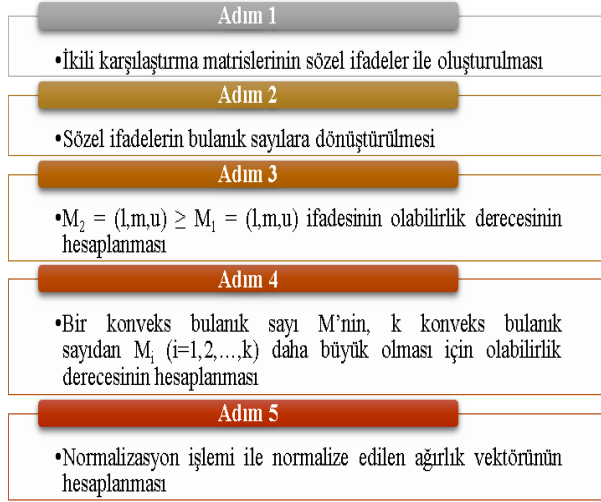 Adım 1
•İkili karşılaştırma matrislerinin sözel ifadeler ile oluşturulması
Adım 2
•Sözel ifadelerin bulanık sayılara dönüştürülmesi
Adım 3
•M₂ = (l,m,u) ≥ M₁ = (l,m,u) ifadesinin olabilirlik derecesinin
hesaplanması
Adım 4
•Bir konveks bulanık sayı M’nin, k konveks bulanık
sayıdan Mᵢ (i=1,2,...,k) daha büyük olması için olabilirlik
derecesinin hesaplanması
Adım 5
•Normalizasyon işlemi ile normalize edilen ağırlık vektörünün
hesaplanması